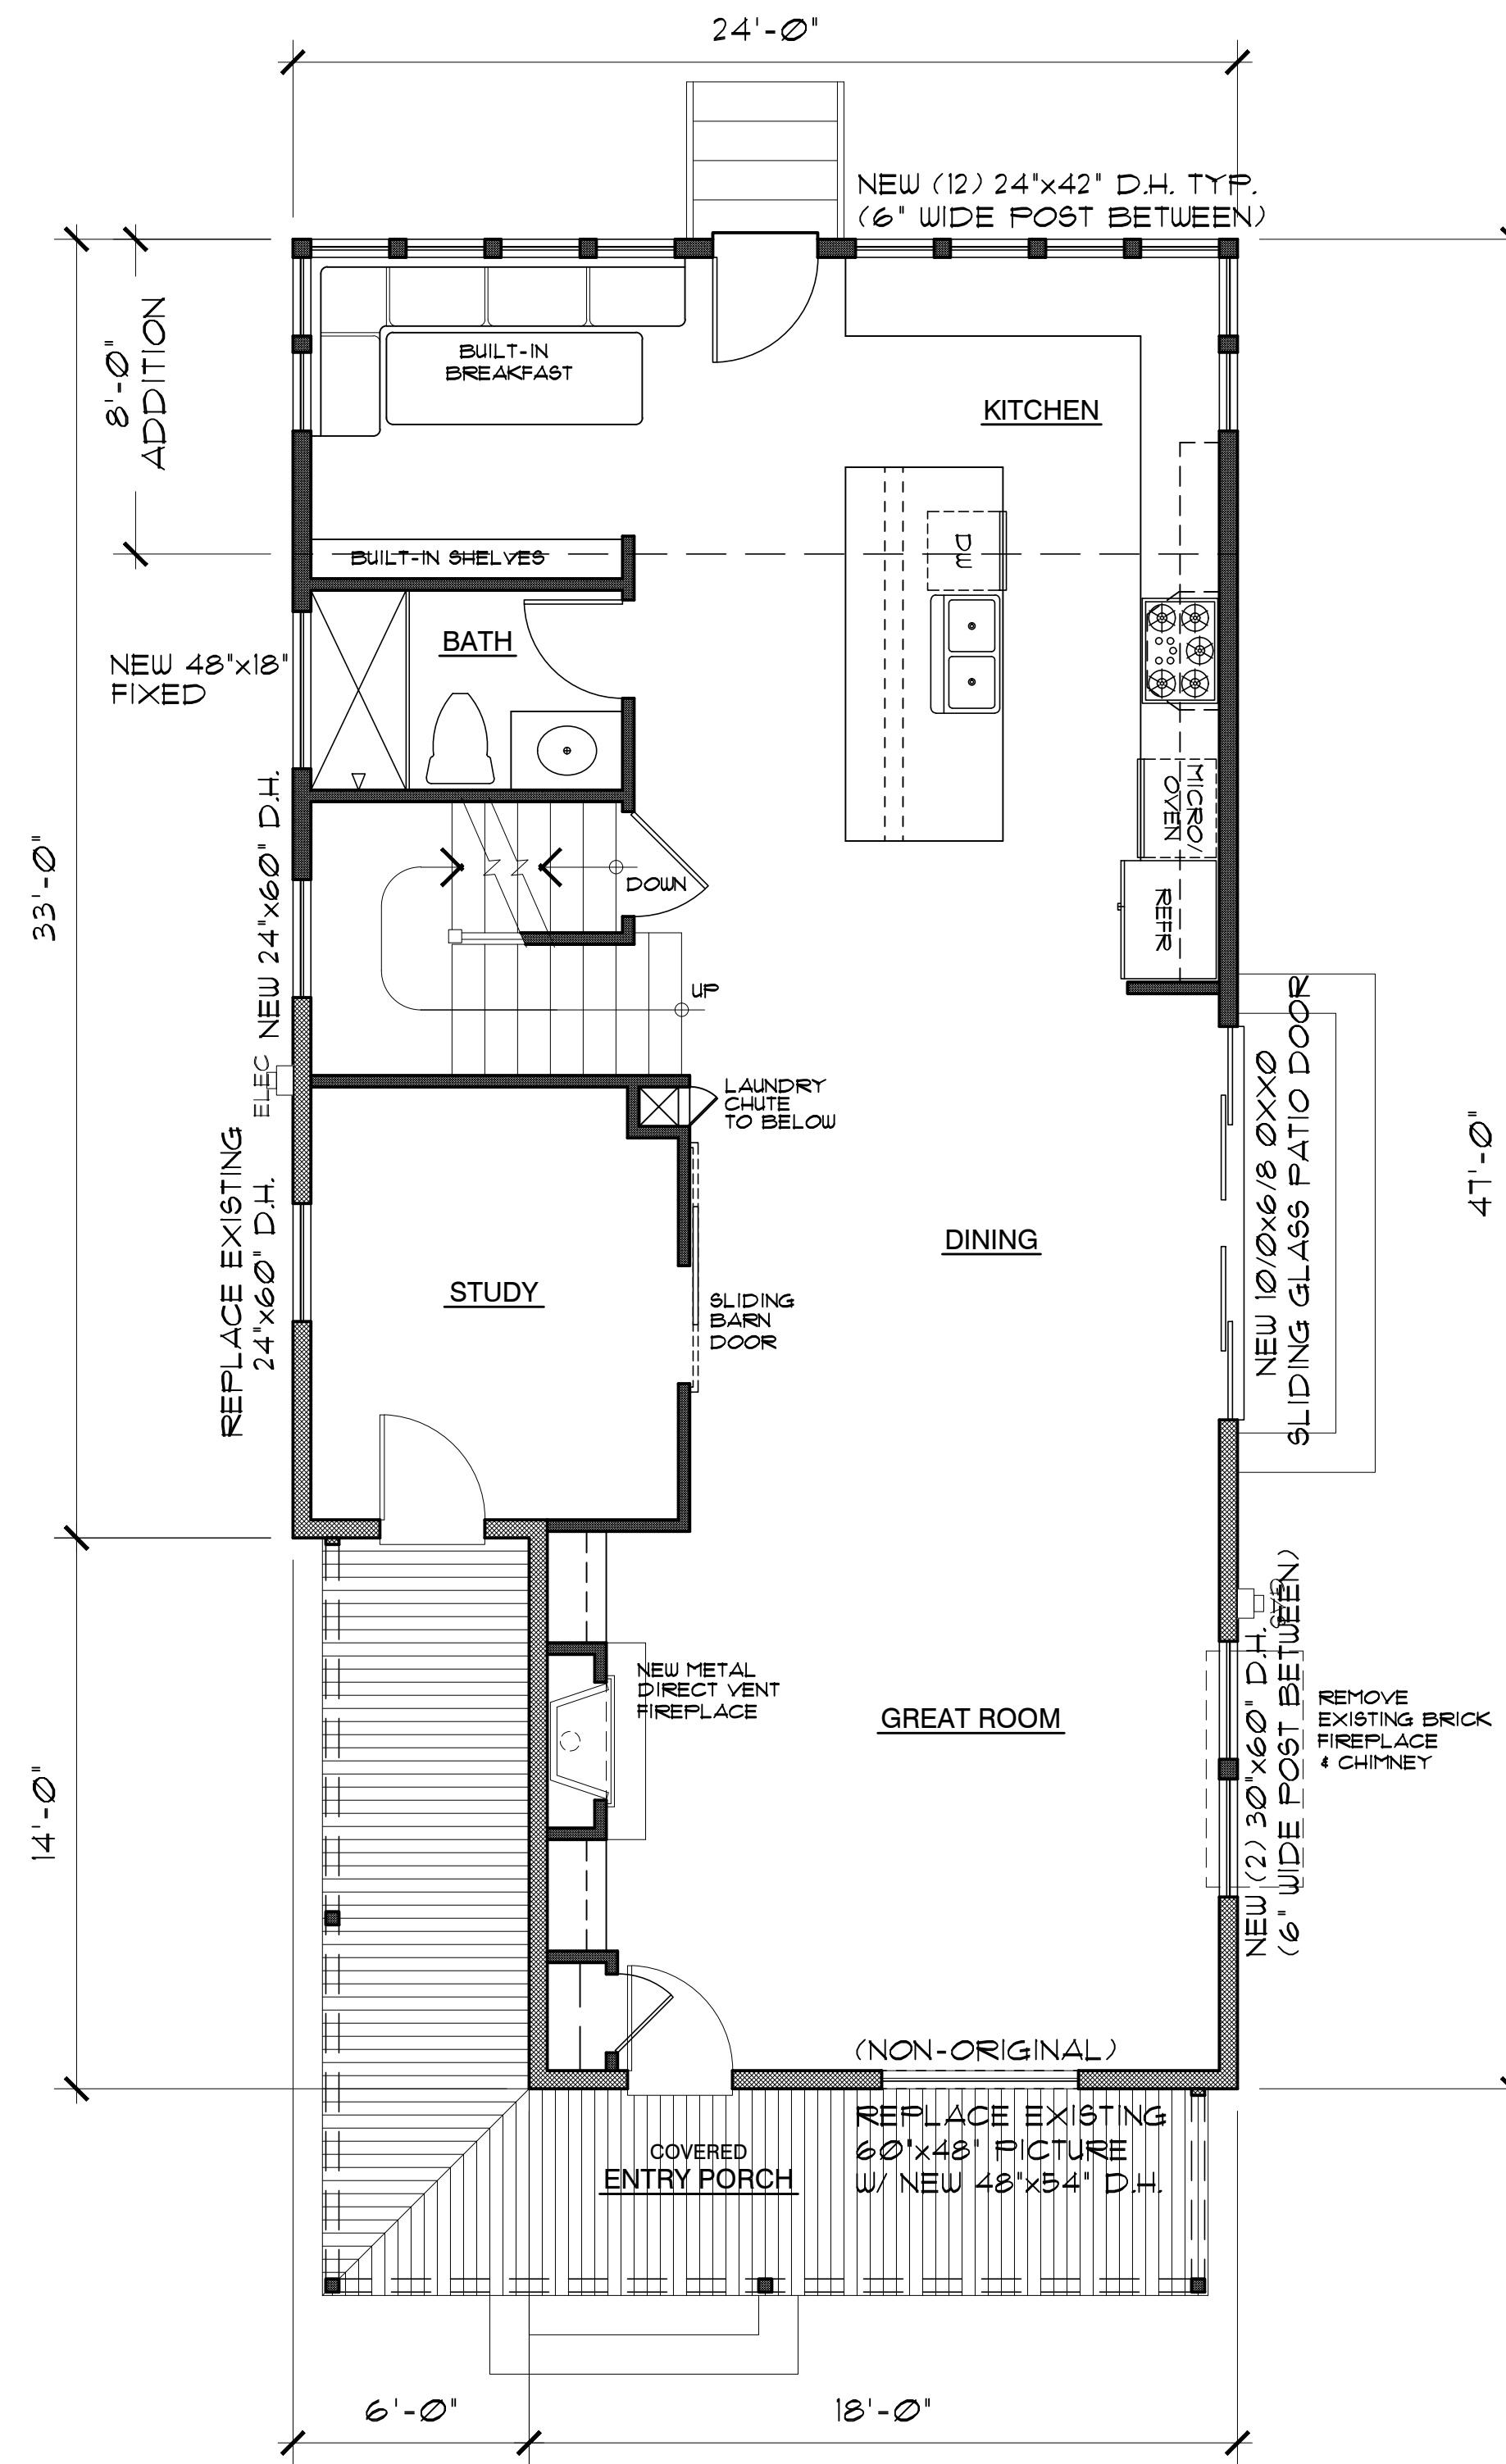 24'-0"
NEW (12) 24"x42" D.H. TYP.
(6" WIDE POST BETWEEN)
8'-0"
ADDITION
BUILT-IN
BREAKFAST
KITCHEN
BUILT-IN SHELVES
DW
BATH
NEW 48"x18"
FIXED
MICRO/
OVEN
REFR
33'-0"
NEW 24"x60" D.H.
DOWN
UP
ELEC
LAUNDRY
CHUTE
TO BELOW
REPLACE EXISTING
24"x60" D.H.
STUDY
SLIDING
BARN
DOOR
DINING
NEW 10/0x6/8 OXXO
SLIDING GLASS PATIO DOOR
47'-0"
14'-0"
NEW METAL
DIRECT VENT
FIREPLACE
GREAT ROOM
NEW (2) 30"x60" D.H.
(6" WIDE POST BETWEEN)
REMOVE
EXISTING BRICK
FIREPLACE
& CHIMNEY
(NON-ORIGINAL)
REPLACE EXISTING
60"x48" PICTURE
W/ NEW 48"x54" D.H.
COVERED
ENTRY PORCH
6'-0"
18'-0"